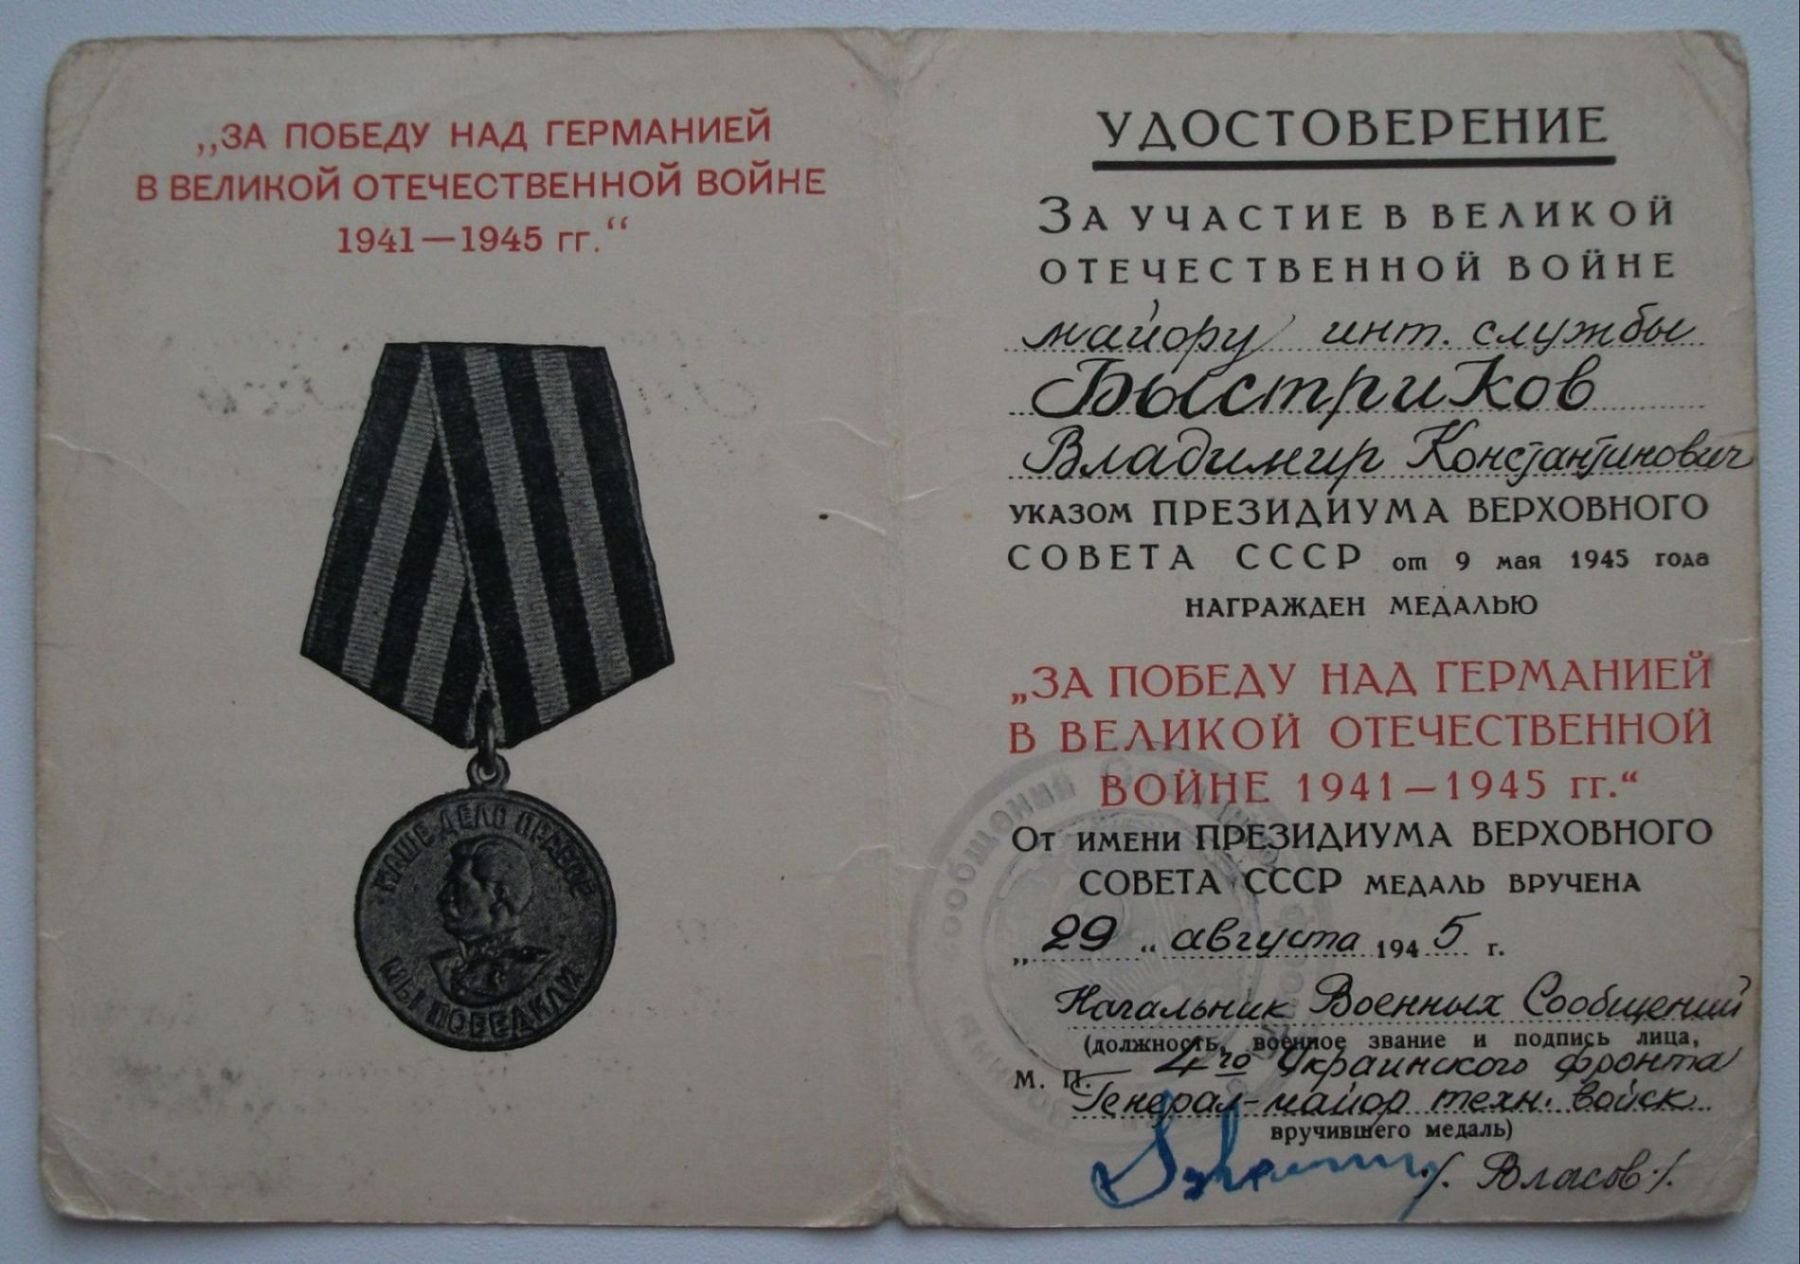 „ЗА ПОБЕДУ НАД ГЕРМАНИЕЙ
В ВЕЛИКОЙ ОТЕЧЕСТВЕННОЙ ВОЙНЕ
1941—1945 гг.“
НАШЕ ДЕЛО ПРАВОЕ
МЫ ПОБЕДИЛИ
УДОСТОВЕРЕНИЕ
ЗА УЧАСТИЕ В ВЕЛИКОЙ
ОТЕЧЕСТВЕННОЙ ВОЙНЕ
майору инт. службы
Быстриков
Владимир Константинович
УКАЗОМ ПРЕЗИДИУМА ВЕРХОВНОГО
СОВЕТА СССР от 9 мая 1945 года
НАГРАЖДЕН МЕДАЛЬЮ
„ЗА ПОБЕДУ НАД ГЕРМАНИЕЙ
В ВЕЛИКОЙ ОТЕЧЕСТВЕННОЙ
ВОЙНЕ 1941—1945 гг.“
ОТ ИМЕНИ ПРЕЗИДИУМА ВЕРХОВНОГО
СОВЕТА СССР МЕДАЛЬ ВРУЧЕНА
„29“ августа 1945 г.
Начальник Военных Сообщений
(должность, военное звание и подпись лица,
4го Украинского фронта
М. П.
Генерал-майор техн. войск
вручившего медаль)
/. Власов./.